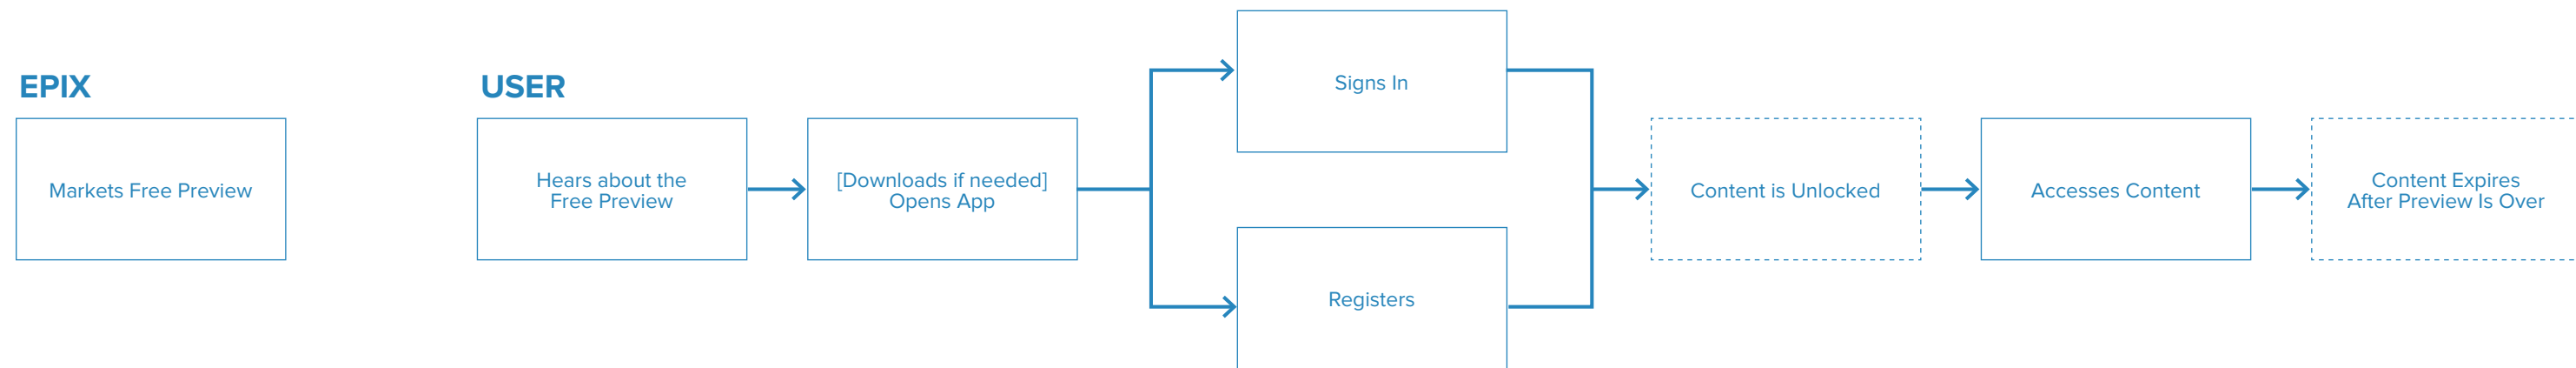 EPIX
Markets Free Preview
USER
Hears about the
Free Preview
[Downloads if needed]
Opens App
Signs In
Registers
Content is Unlocked
Accesses Content
Content Expires
After Preview Is Over